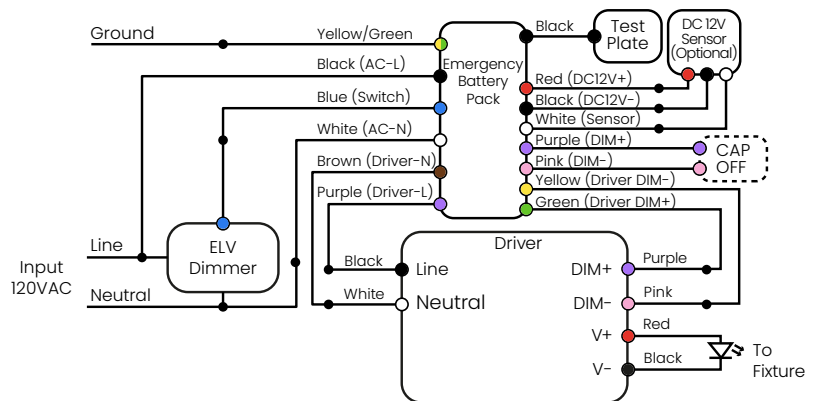 Ground
Yellow/Green
Black (AC-L)
Blue (Switch)
White (AC-N)
Brown (Driver-N)
Purple (Driver-L)
Emergency
Battery
Pack
Black
Test
Plate
DC 12V
Sensor
(Optional)
Red (DC12V+)
Black (DC12V-)
White (Sensor)
Purple (DIM+)
Pink (DIM-)
CAP
OFF
Yellow (Driver DIM-)
Green (Driver DIM+)
Input
120VAC
Line
Neutral
ELV
Dimmer
Driver
Black
Line
White
Neutral
DIM+
Purple
DIM-
Pink
V+
Red
V-
Black
To
Fixture